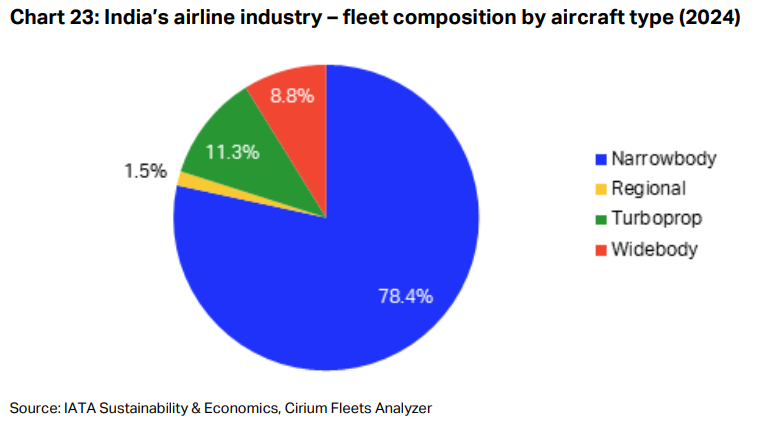 Chart 23: India's airline industry – fleet composition by aircraft type (2024)
8.8%
11.3%
1.5%
78.4%
Narrowbody
Regional
Turboprop
Widebody
Source: IATA Sustainability & Economics, Cirium Fleets Analyzer